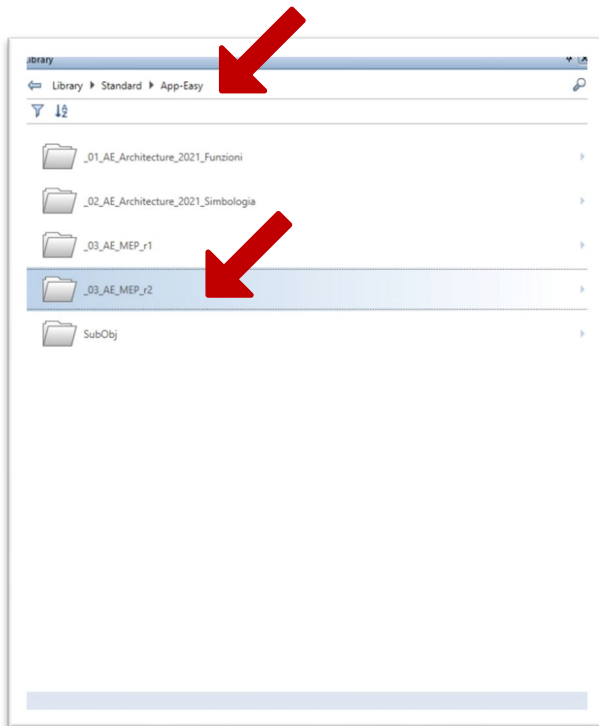 Library
Library Standard App-Easy
_01_AE_Architecture_2021_Funzioni
_02_AE_Architecture_2021_Simbologia
_03_AE_MEP_r1
_03_AE_MEP_r2
SubObj